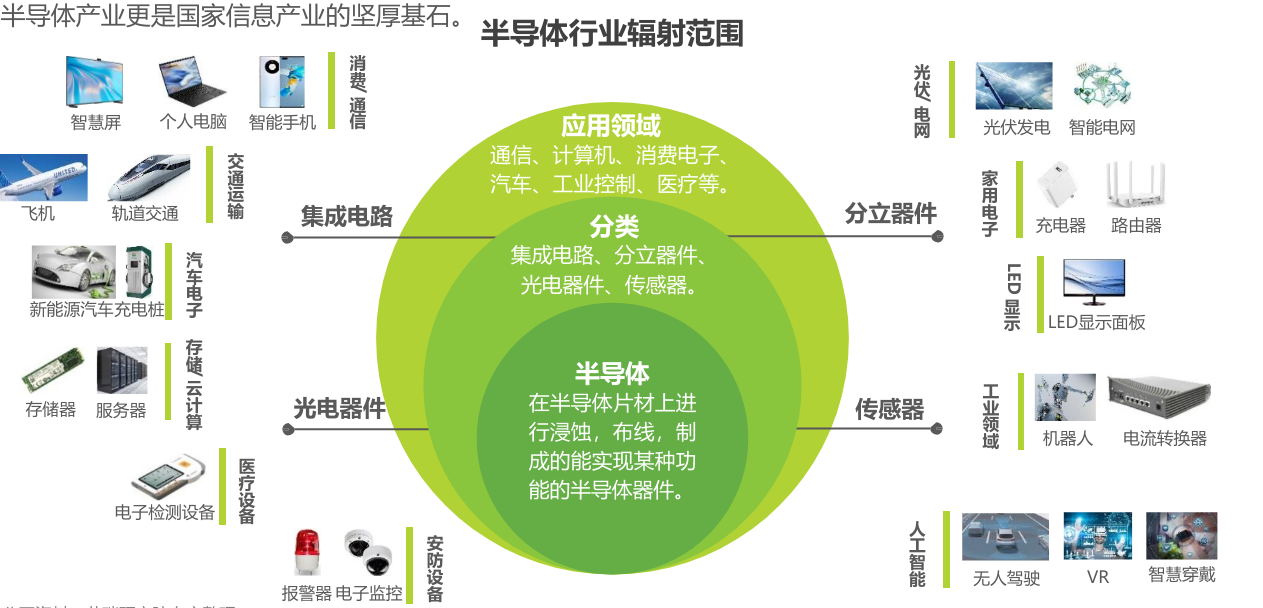 半导体产业更是国家信息产业的坚厚基石。
半导体行业辐射范围
消费/通信
智慧屏
个人电脑
智能手机
交通运输
飞机
轨道交通
汽车电子
新能源汽车充电桩
存储/云计算
存储器
服务器
医疗设备
电子检测设备
安防设备
报警器
电子监控
集成电路
光电器件
应用领域
通信、计算机、消费电子、
汽车、工业控制、医疗等。
分类
集成电路、分立器件、
光电器件、传感器。
半导体
在半导体片材上进
行浸蚀，布线，制
成的能实现某种功
能的半导体器件。
分立器件
传感器
光伏/电网
光伏发电
智能电网
家用电子
充电器
路由器
LED显示
LED显示面板
工业领域
机器人
电流转换器
人工智能
无人驾驶
VR
智慧穿戴